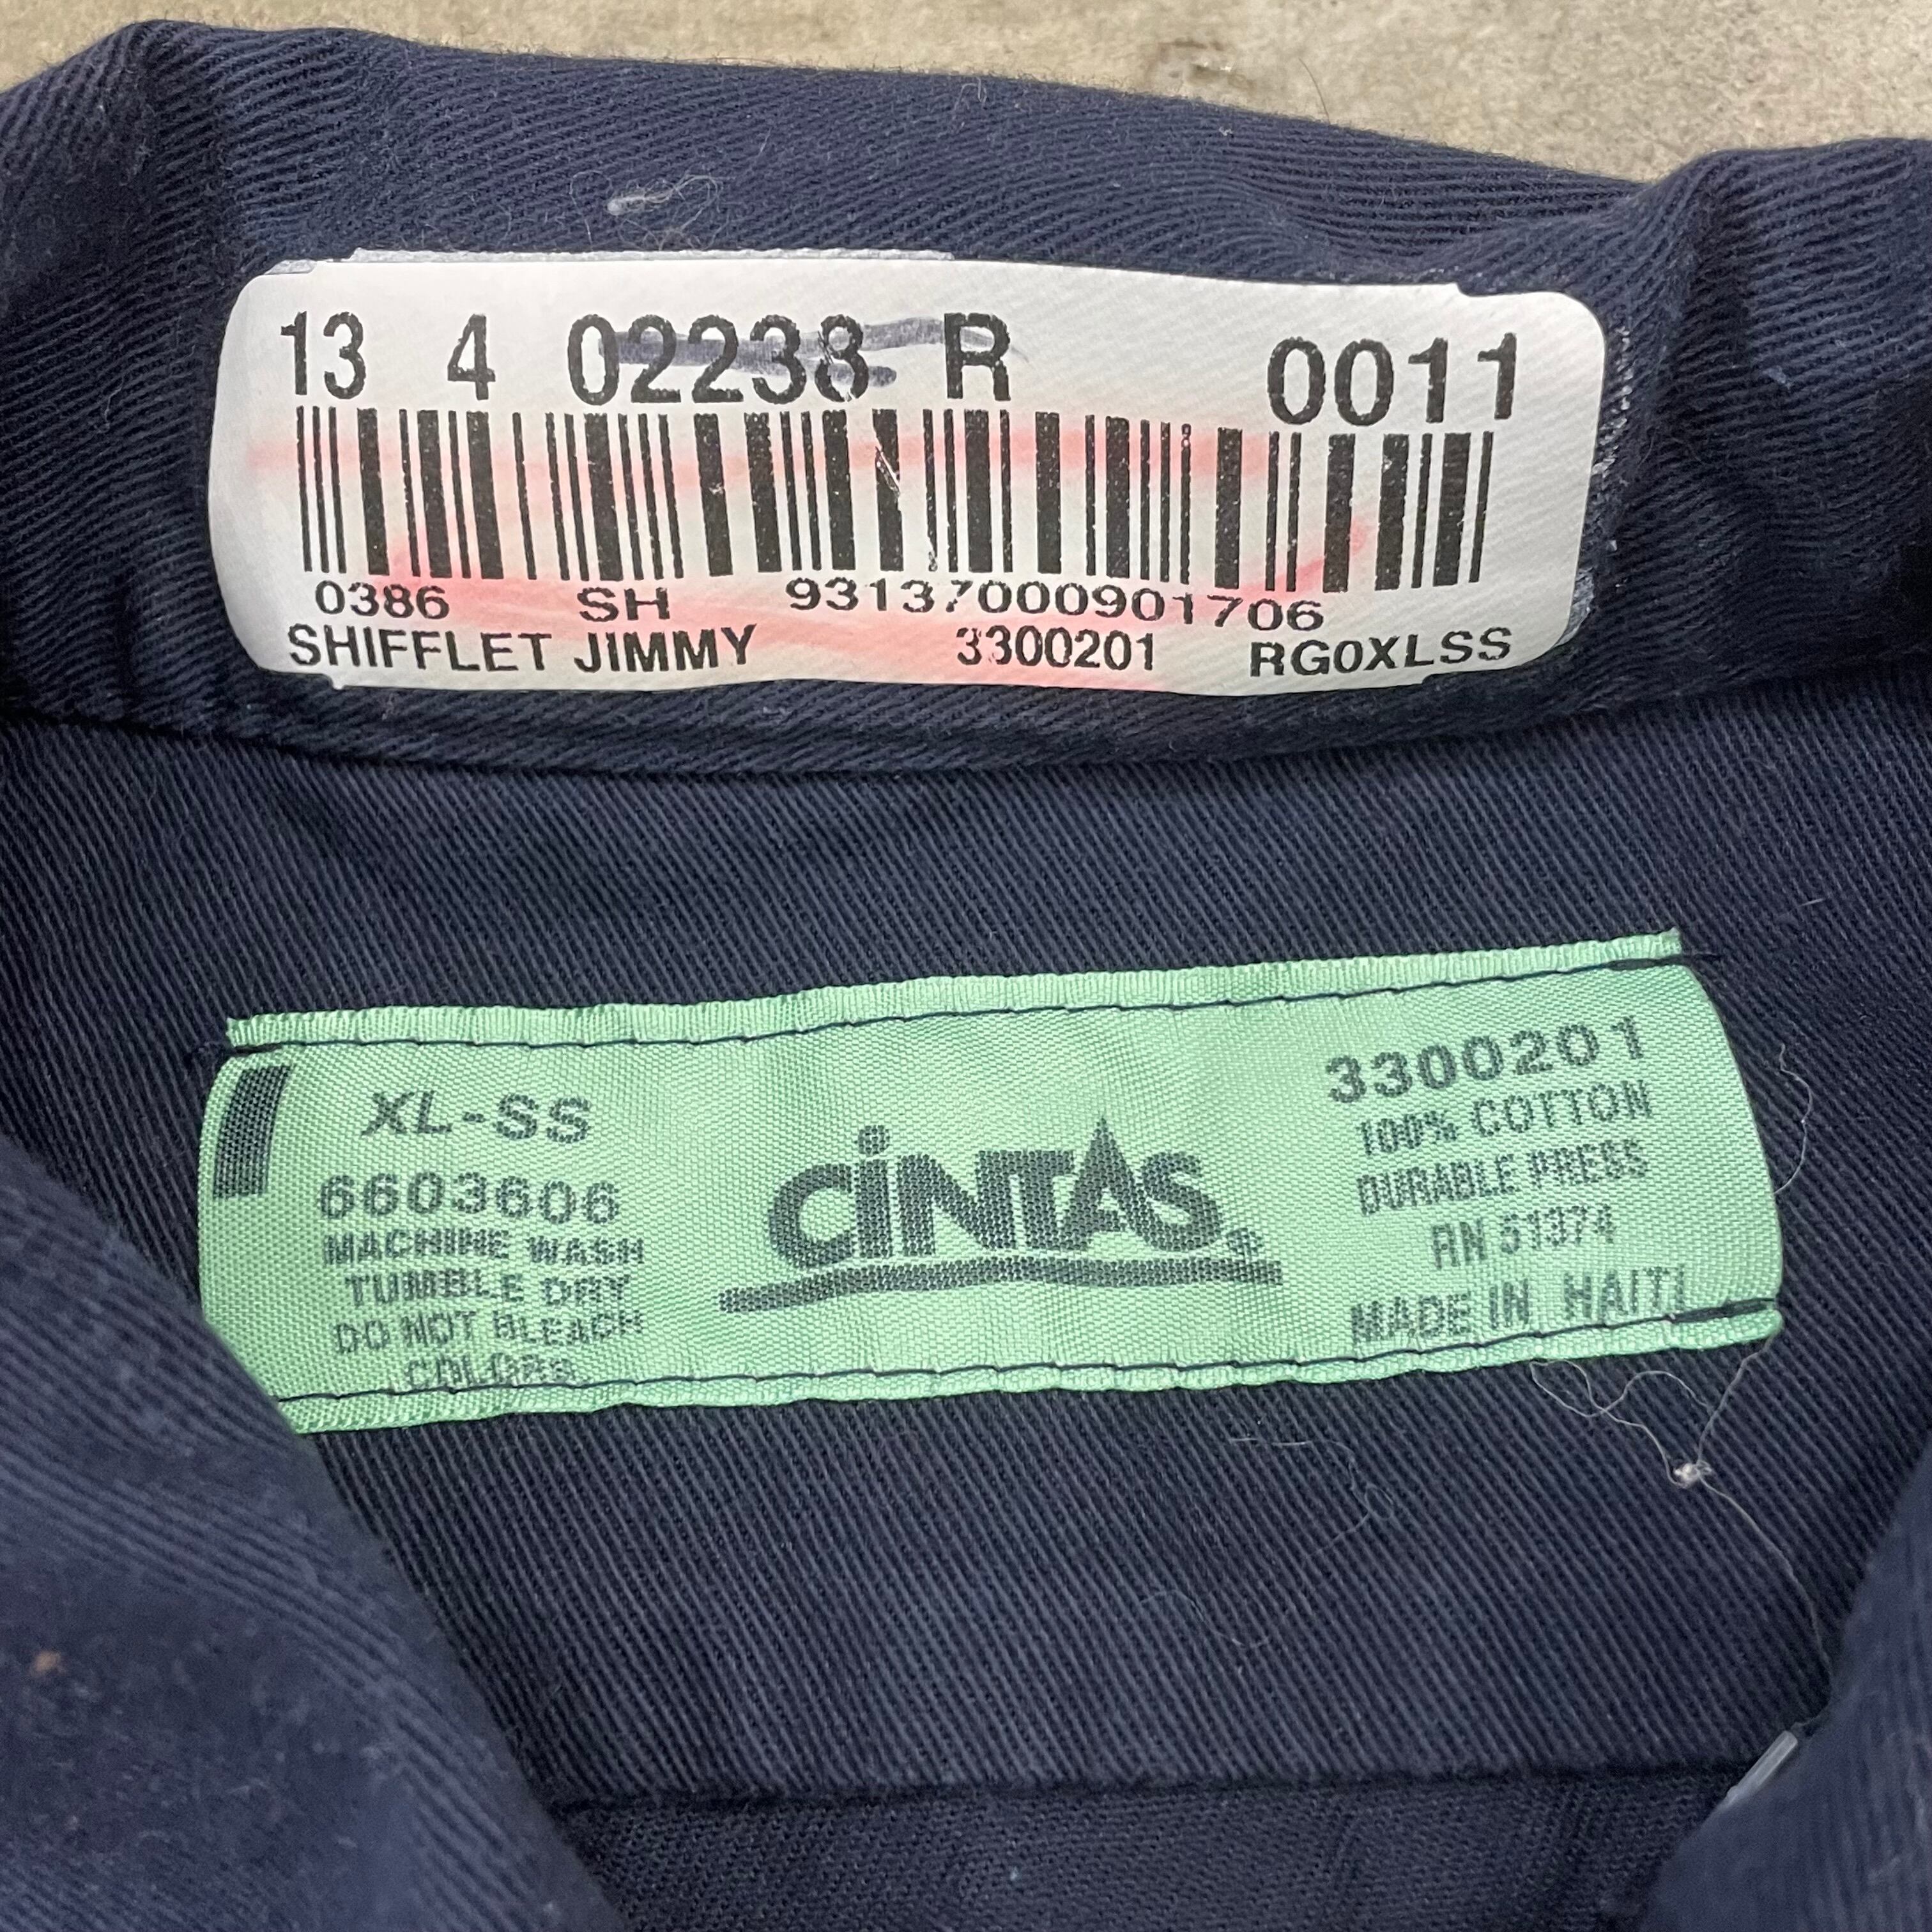 13 4 02238 R 0011
0386 SH 93137000901706
SHIFFLET JIMMY 3300201 RG0XLSS
XL-SS
6603606
MACHINE WASH
TUMBLE DRY
DO NOT BLEACH
COLORS
CINTAS®
3300201
100% COTTON
DURABLE PRESS
RN 51374
MADE IN HAITI